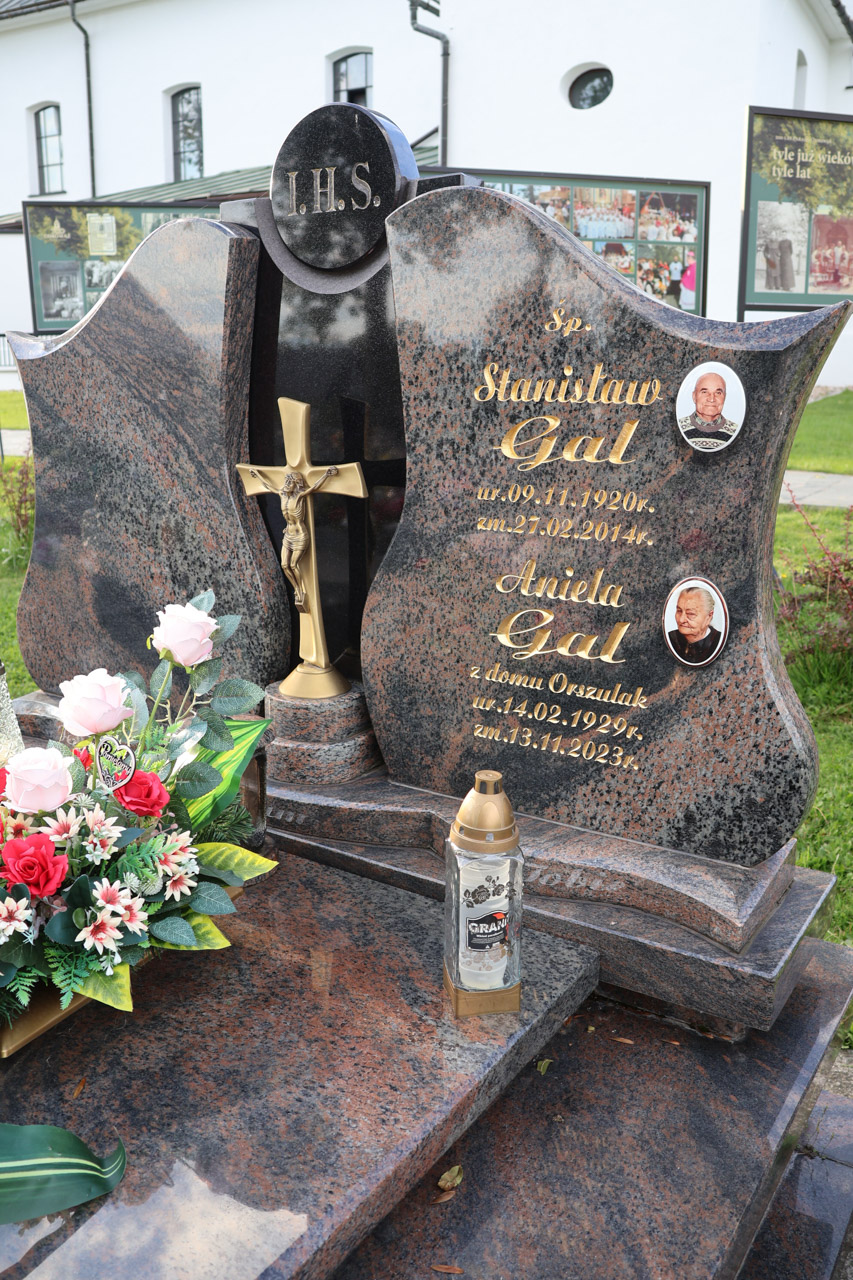 I.H.S.
tyle już wieków
tyle lat
Śp.
Stanisław
Gal
ur.09.11.1920r.
zm.27.02.2014r.
Aniela
Gal
z domu Orszulak
ur.14.02.1929r.
zm.13.11.2023r.
GRAN